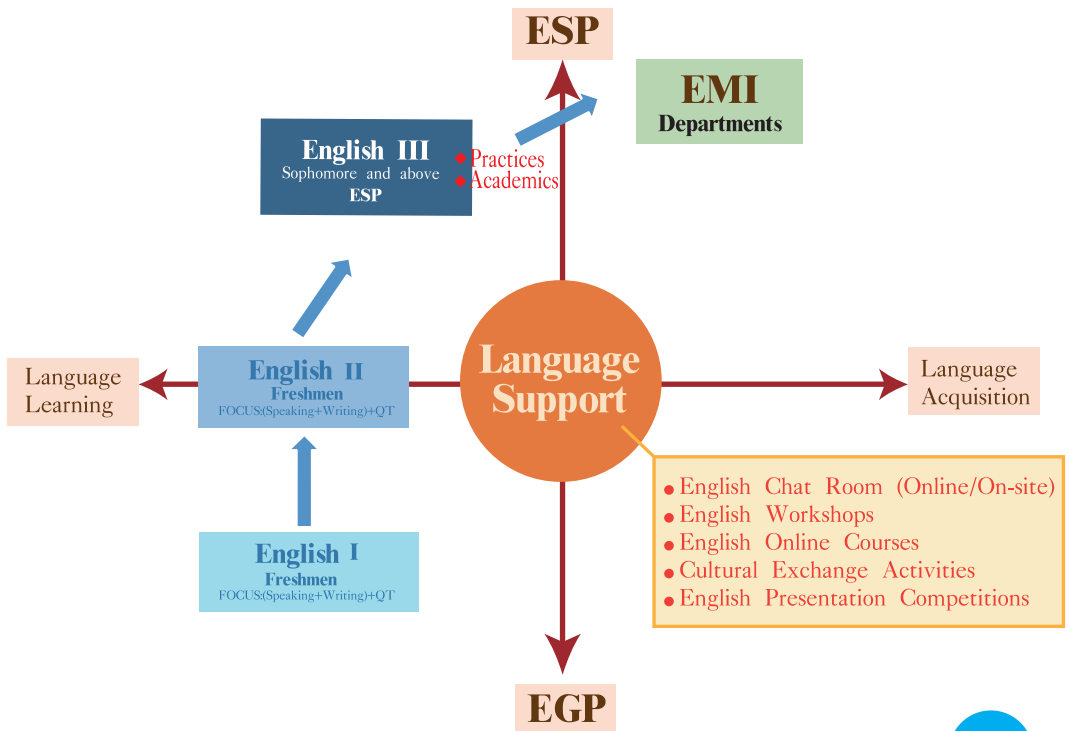 ESP
EMI
Departments
English III
Sophomore and above
ESP
◆Practices
◆Academics
Language
Learning
English II
Freshmen
FOCUS:(Speaking+Writing)+QT
Language
Support
Language
Acquisition
English I
Freshmen
FOCUS:(Speaking+Writing)+QT
●English Chat Room (Online/On-site)
●English Workshops
●English Online Courses
●Cultural Exchange Activities
●English Presentation Competitions
EGP